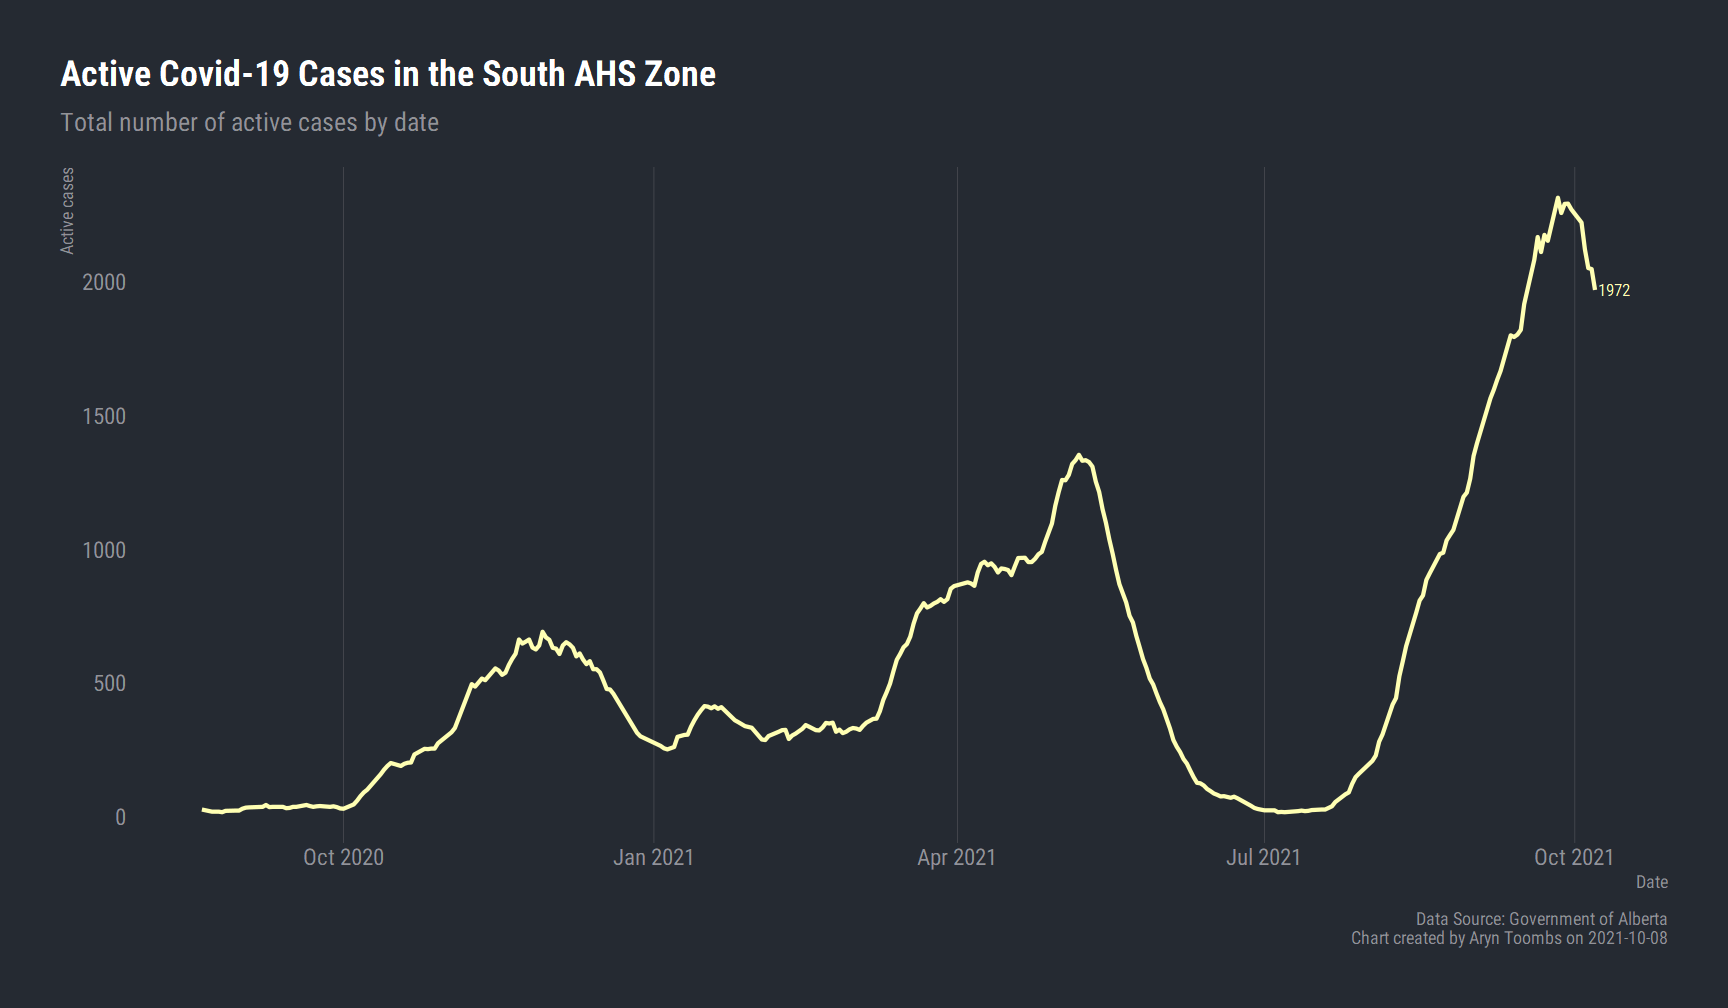 Active Covid-19 Cases in the South AHS Zone
Total number of active cases by date
Active cases
2000
1500
1000
500
0
1972
Oct 2020
Jan 2021
Apr 2021
Jul 2021
Oct 2021
Date
Data Source: Government of Alberta
Chart created by Aryn Toombs on 2021-10-08